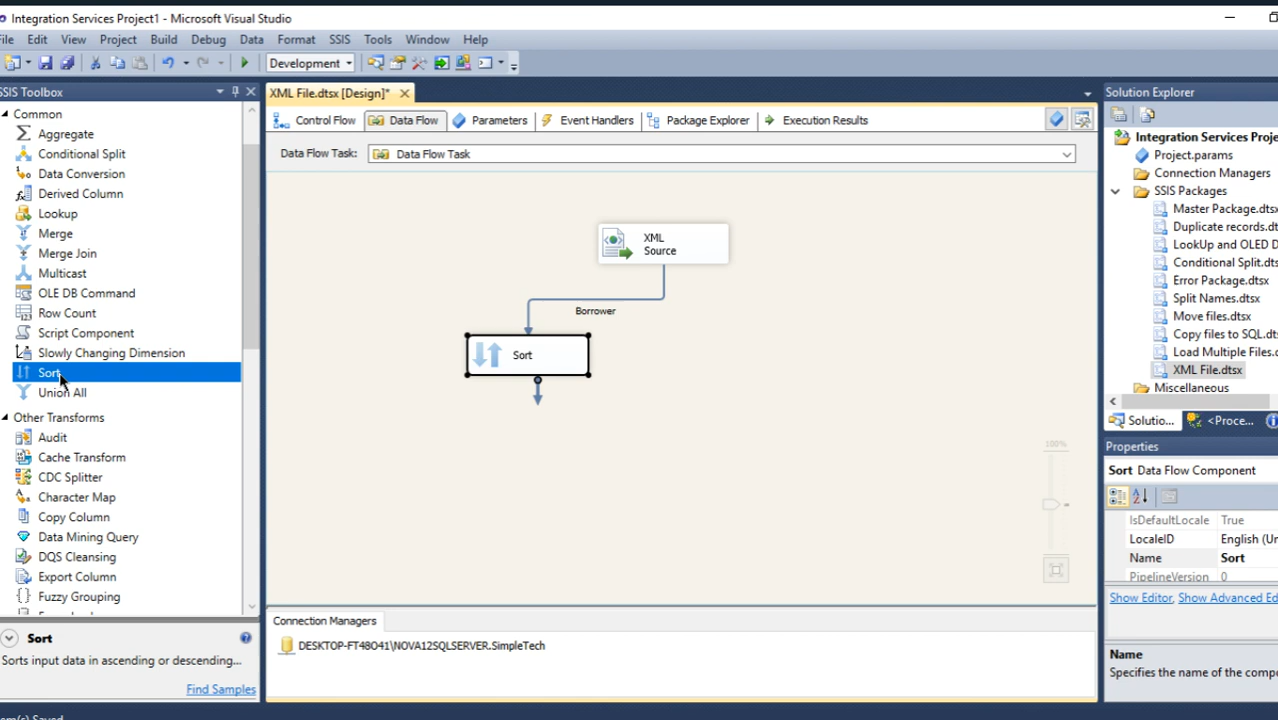 Integration Services Project1 - Microsoft Visual Studio
File Edit View Project Build Debug Data Format SSIS Tools Window Help
Development
SSIS Toolbox
Common
Aggregate
Conditional Split
Data Conversion
Derived Column
Lookup
Merge
Merge Join
Multicast
OLE DB Command
Row Count
Script Component
Slowly Changing Dimension
Sort
Union All
Other Transforms
Audit
Cache Transform
CDC Splitter
Character Map
Copy Column
Data Mining Query
DQS Cleansing
Export Column
Fuzzy Grouping
Sort
Sorts input data in ascending or descending...
Find Samples
XML File.dtsx [Design]*
Control Flow Data Flow Parameters Event Handlers Package Explorer Execution Results
Data Flow Task: Data Flow Task
XML
Source
Borrower
Sort
100%
Connection Managers
DESKTOP-FT48O41\NOVA12SQLSERVER.SimpleTech
Solution Explorer
Integration Services Proje
Project.params
Connection Managers
SSIS Packages
Master Package.dtsx
Duplicate records.dt
LookUp and OLED D
Conditional Split.dt
Error Package.dtsx
Split Names.dtsx
Move files.dtsx
Copy files to SQL.dt
Load Multiple Files.
XML File.dtsx
Miscellaneous
Solutio... <Proce...
Properties
Sort Data Flow Component
IsDefaultLocale True
LocaleID English (Un
Name Sort
PipelineVersion 0
Show Editor, Show Advanced Ed
Name
Specifies the name of the compo